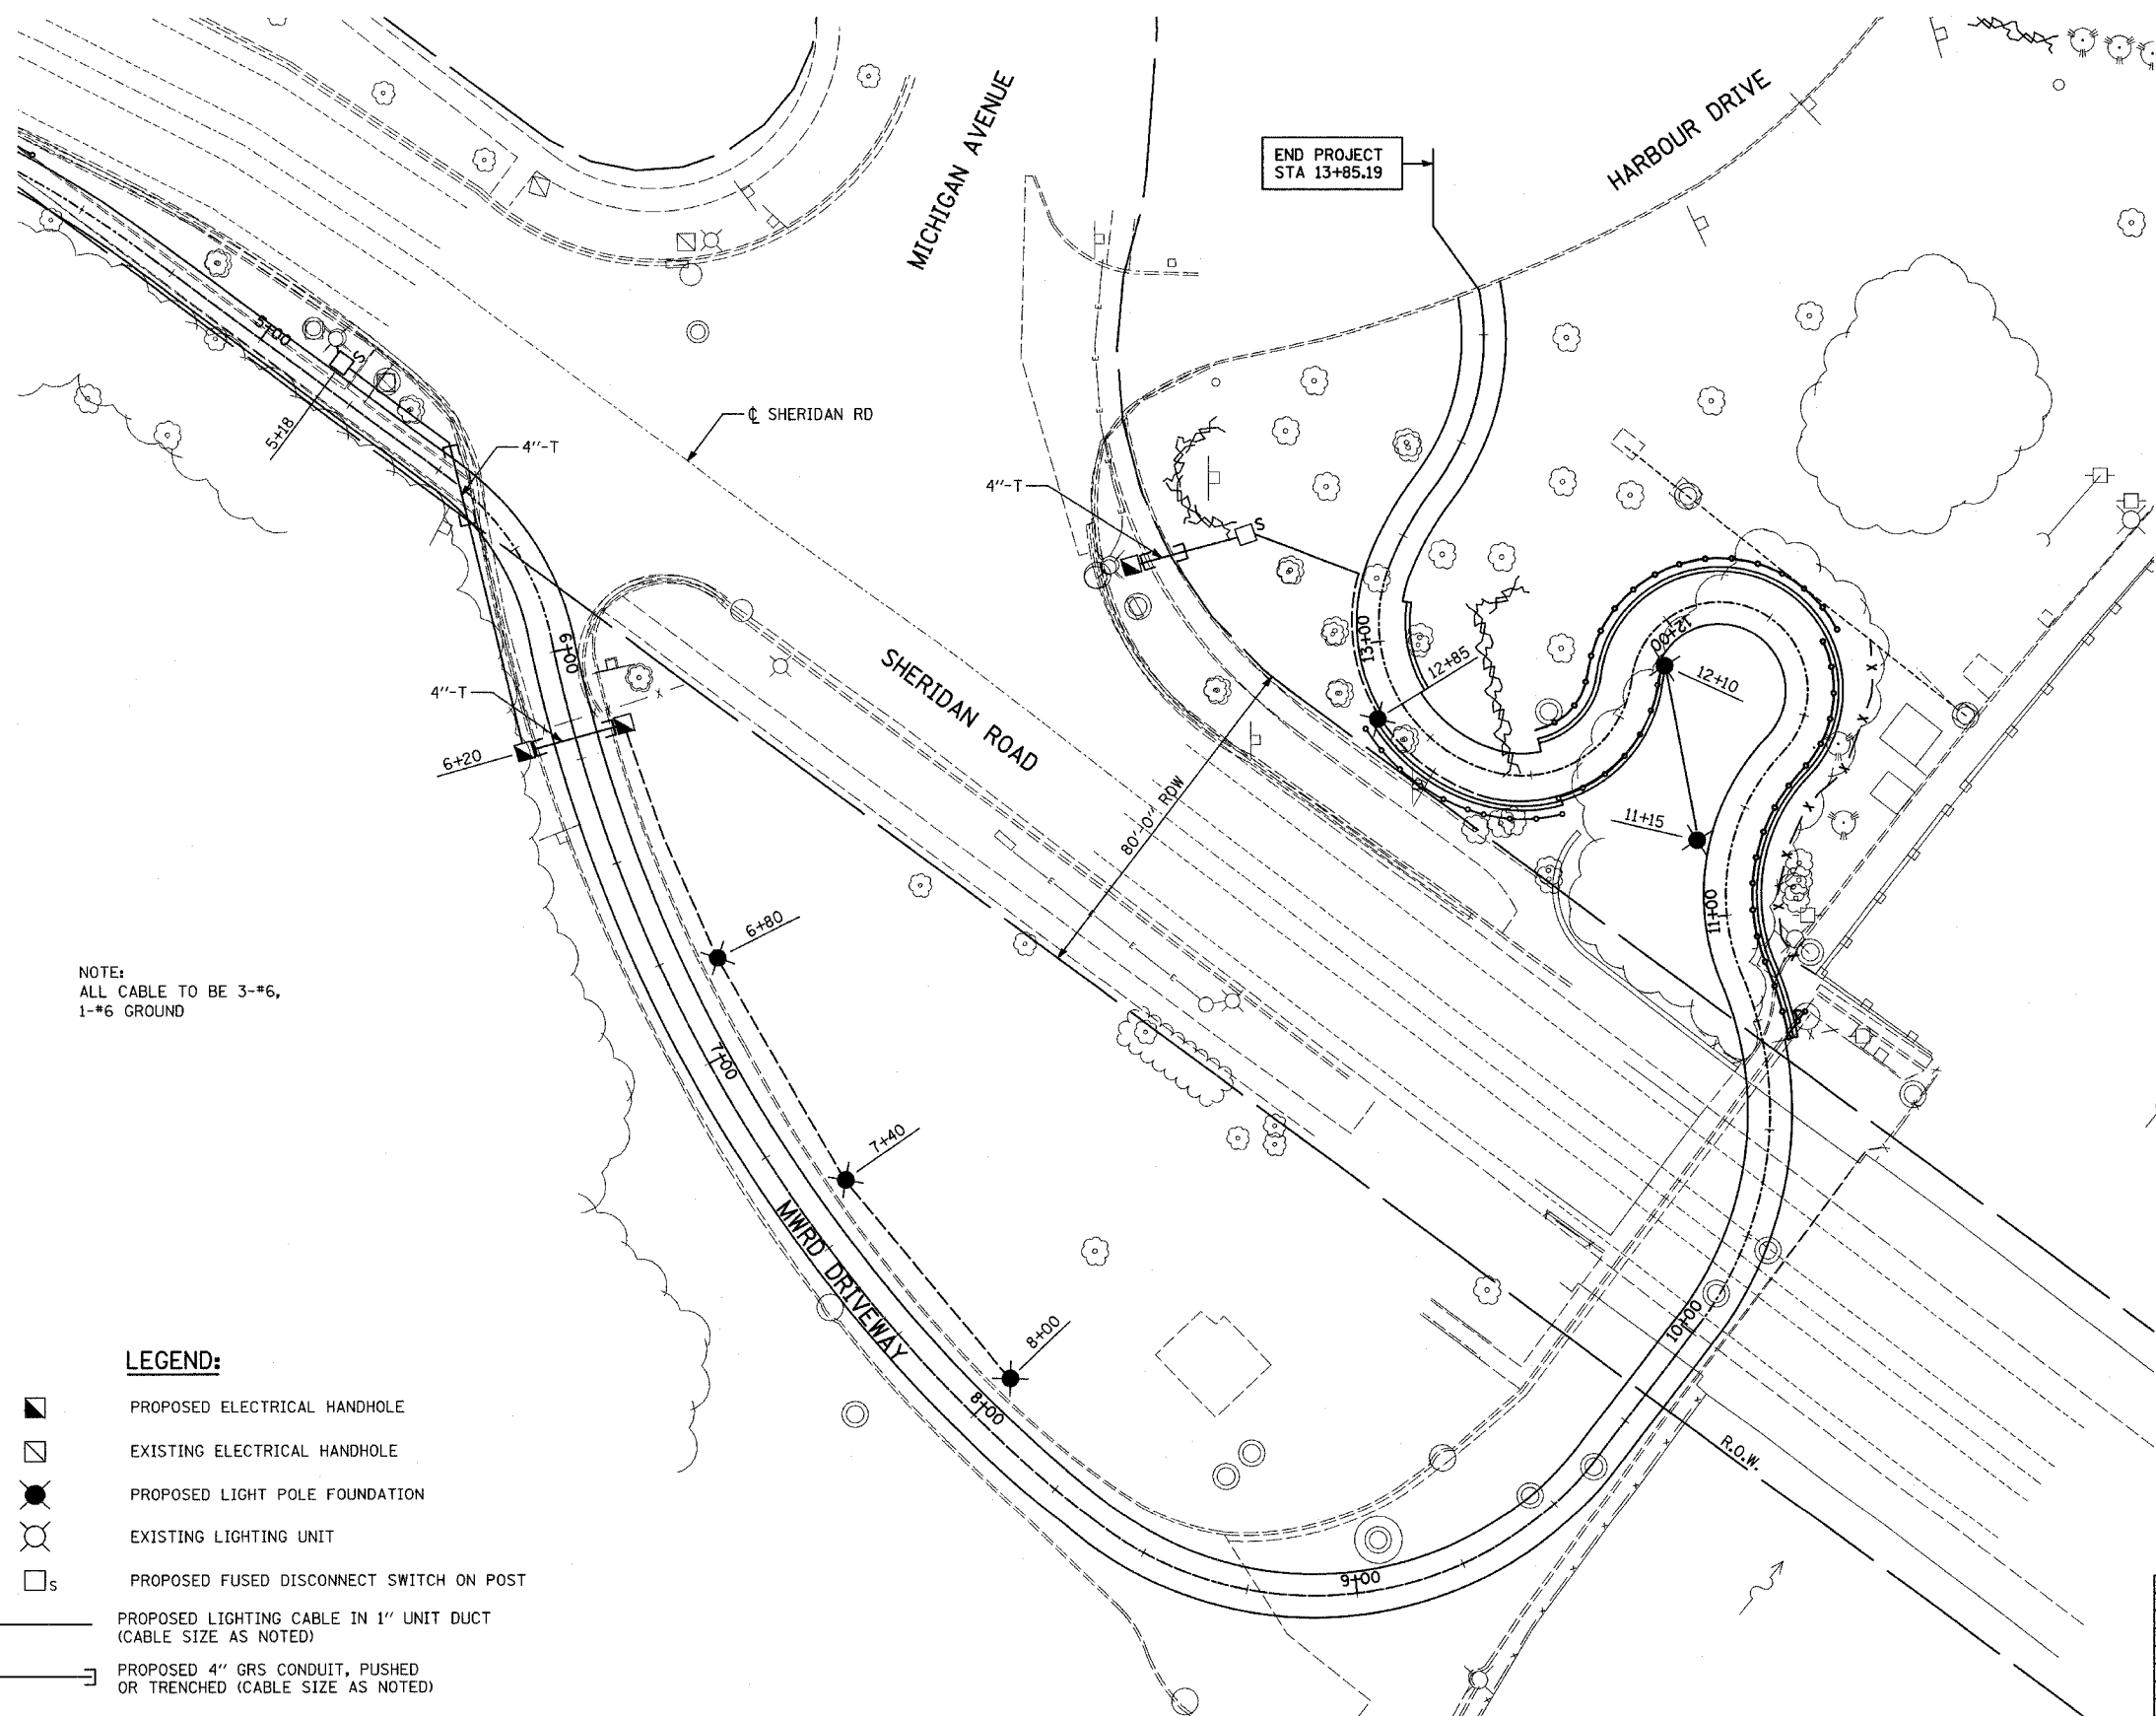 MICHIGAN AVENUE
HARBOUR DRIVE
END PROJECT
STA 13+85.19
5+00
S
5+18
4"-T
℄ SHERIDAN RD
4"-T
S
6+00
4"-T
6+20
SHERIDAN ROAD
80'-0" ROW
13+00
12+85
12+00
12+10
11+15
11+00
6+80
7+00
7+40
MWRD DRIVEWAY
8+00
8+00
9+00
10+00
R.O.W.
NOTE:
ALL CABLE TO BE 3-#6,
1-#6 GROUND
LEGEND:
PROPOSED ELECTRICAL HANDHOLE
EXISTING ELECTRICAL HANDHOLE
PROPOSED LIGHT POLE FOUNDATION
EXISTING LIGHTING UNIT
S
PROPOSED FUSED DISCONNECT SWITCH ON POST
PROPOSED LIGHTING CABLE IN 1" UNIT DUCT
(CABLE SIZE AS NOTED)
PROPOSED 4" GRS CONDUIT, PUSHED
OR TRENCHED (CABLE SIZE AS NOTED)